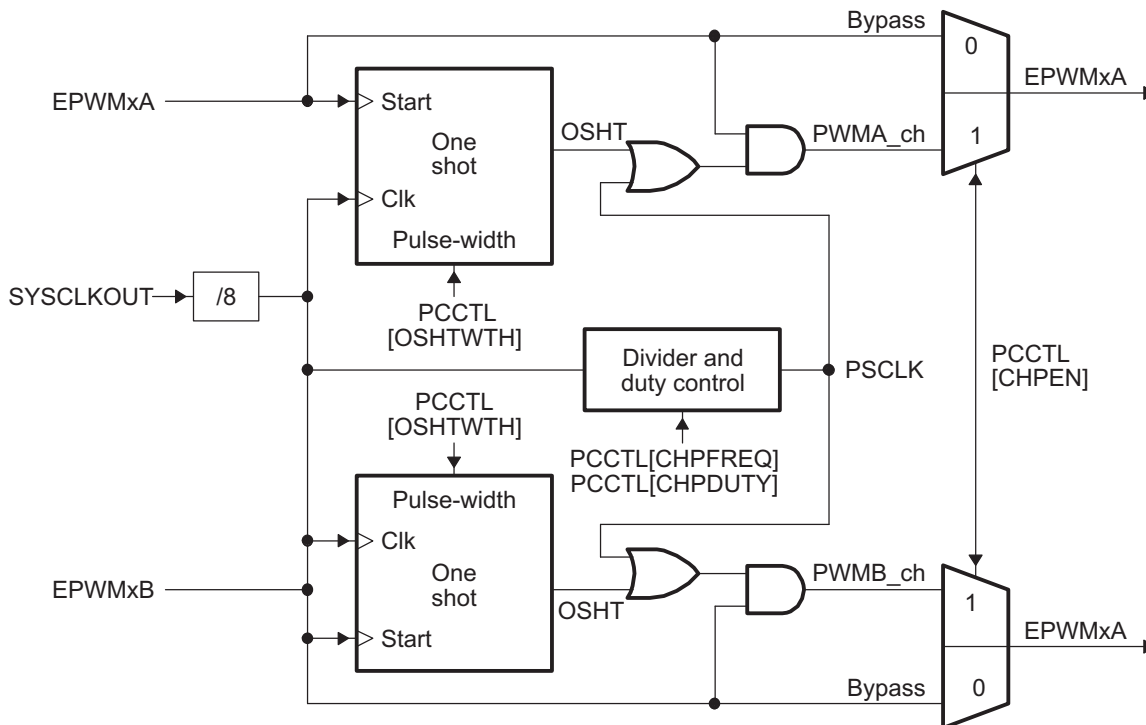 Bypass
0
EPWMxA
EPWMxA
Start
OSHT
PWMA_ch
1
One
shot
Clk
Pulse-width
SYSCLKOUT
/8
PCCTL
[OSHTWTH]
Divider and
duty control
PSCLK
PCCTL
[CHPEN]
PCCTL
[OSHTWTH]
PCCTL[CHPFREQ]
PCCTL[CHPDUTY]
Pulse-width
Clk
EPWMxB
One
shot
OSHT
PWMB_ch
1
Start
EPWMxA
Bypass
0